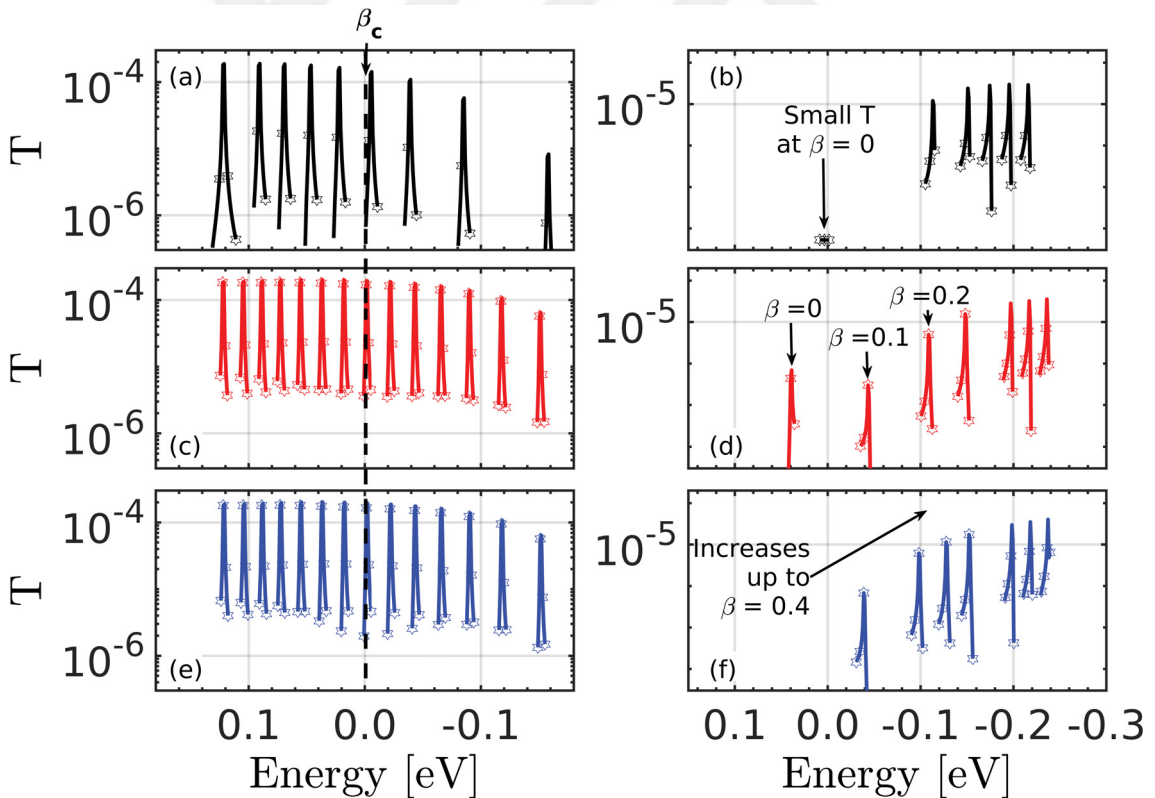 β_c
(a)
T
10^-4
10^-6
(b)
10^-5
Small T
at β = 0
(c)
T
10^-4
10^-6
(d)
10^-5
β =0
β =0.1
β =0.2
(e)
T
10^-4
10^-6
0.1 0.0 -0.1
Energy [eV]
(f)
10^-5
Increases
up to
β = 0.4
0.1 0.0 -0.1 -0.2 -0.3
Energy [eV]